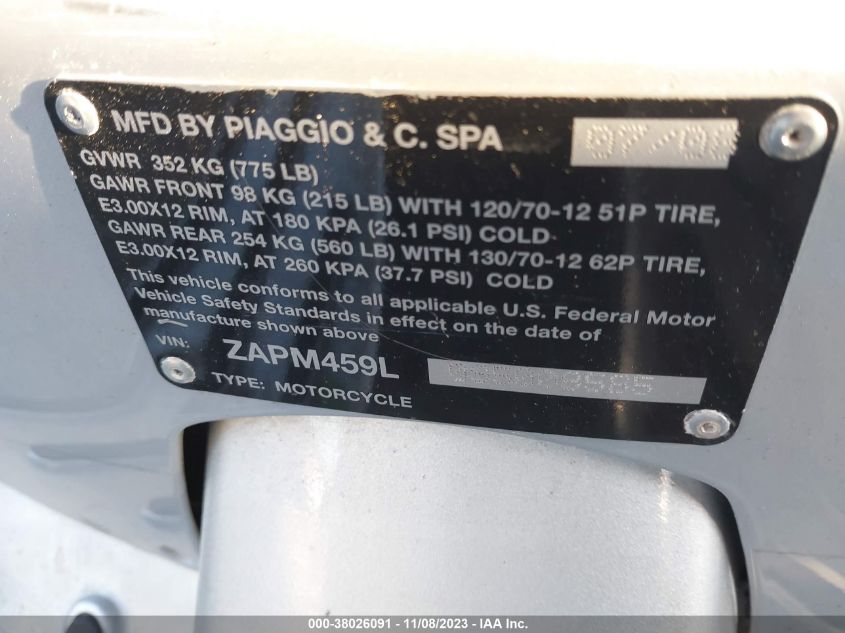 MFD BY PIAGGIO & C. SPA
GVWR 352 KG (775 LB)
GAWR FRONT 98 KG (215 LB) WITH 120/70-12 51P TIRE,
E3.00X12 RIM, AT 180 KPA (26.1 PSI) COLD
GAWR REAR 254 KG (560 LB) WITH 130/70-12 62P TIRE,
E3.00X12 RIM, AT 260 KPA (37.7 PSI) COLD
This vehicle conforms to all applicable U.S. Federal Motor
Vehicle Safety Standards in effect on the date of
manufacture shown above
VIN: ZAPM459L
TYPE: MOTORCYCLE
000-38026091 - 11/08/2023 - IAA Inc.